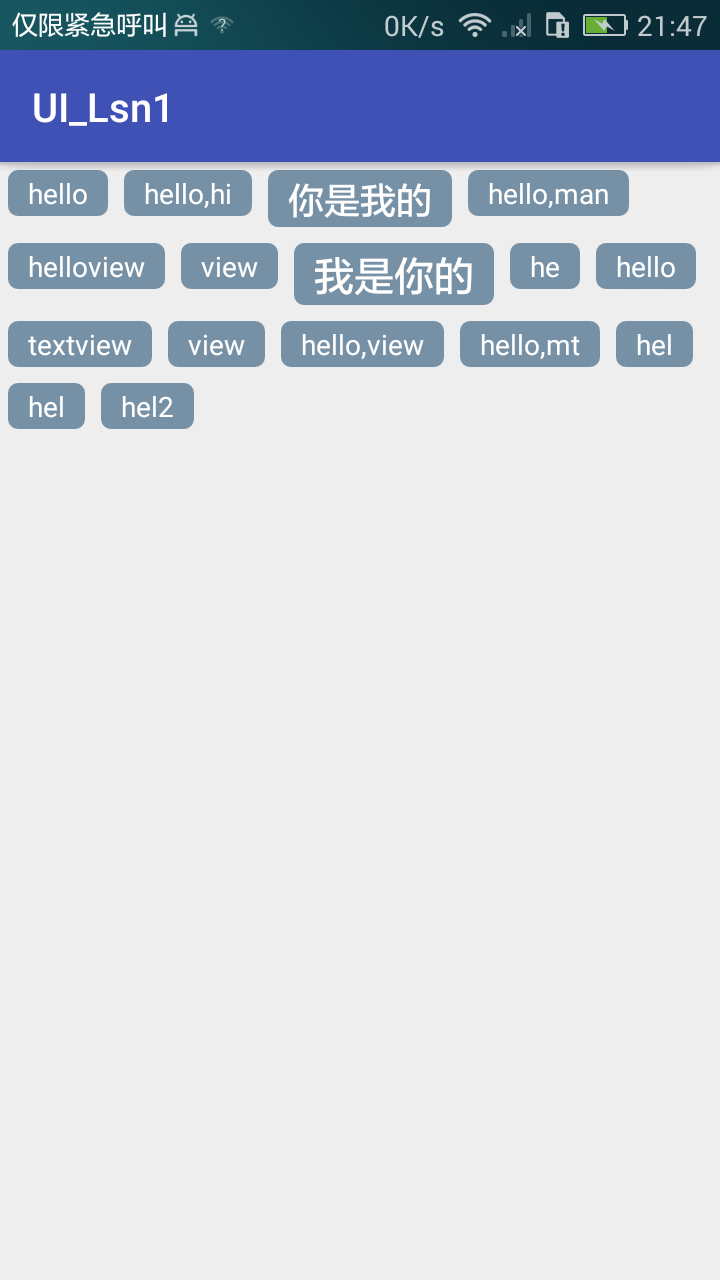 仅限紧急呼叫 0K/s 21:47
UI_Lsn1
hello hello,hi 你是我的 hello,man
helloview view 我是你的 he hello
textview view hello,view hello,mt hel
hel hel2